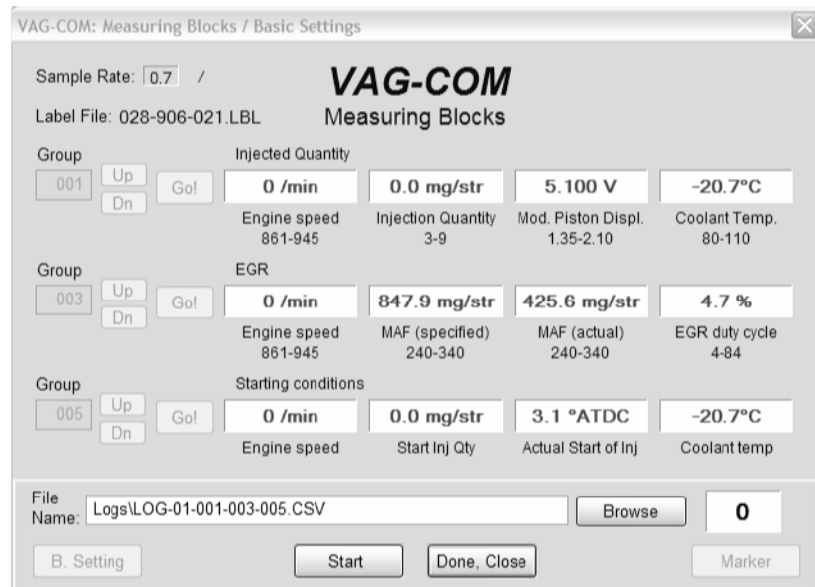 VAG-COM: Measuring Blocks / Basic Settings
Sample Rate: 0.7 /
VAG-COM
Label File: 028-906-021.LBL
Measuring Blocks
Group
Injected Quantity
001 Up Dn Go! 0 /min 0.0 mg/str 5.100 V -20.7°C
Engine speed Injection Quantity Mod. Piston Displ. Coolant Temp.
861-945 3-9 1.35-2.10 80-110
Group
EGR
003 Up Dn Go! 0 /min 847.9 mg/str 425.6 mg/str 4.7 %
Engine speed MAF (specified) MAF (actual) EGR duty cycle
861-945 240-340 240-340 4-84
Group
Starting conditions
005 Up Dn Go! 0 /min 0.0 mg/str 3.1 °ATDC -20.7°C
Engine speed Start Inj Qty Actual Start of Inj Coolant temp
File Name: Logs\LOG-01-001-003-005.CSV Browse 0
B. Setting Start Done, Close Marker